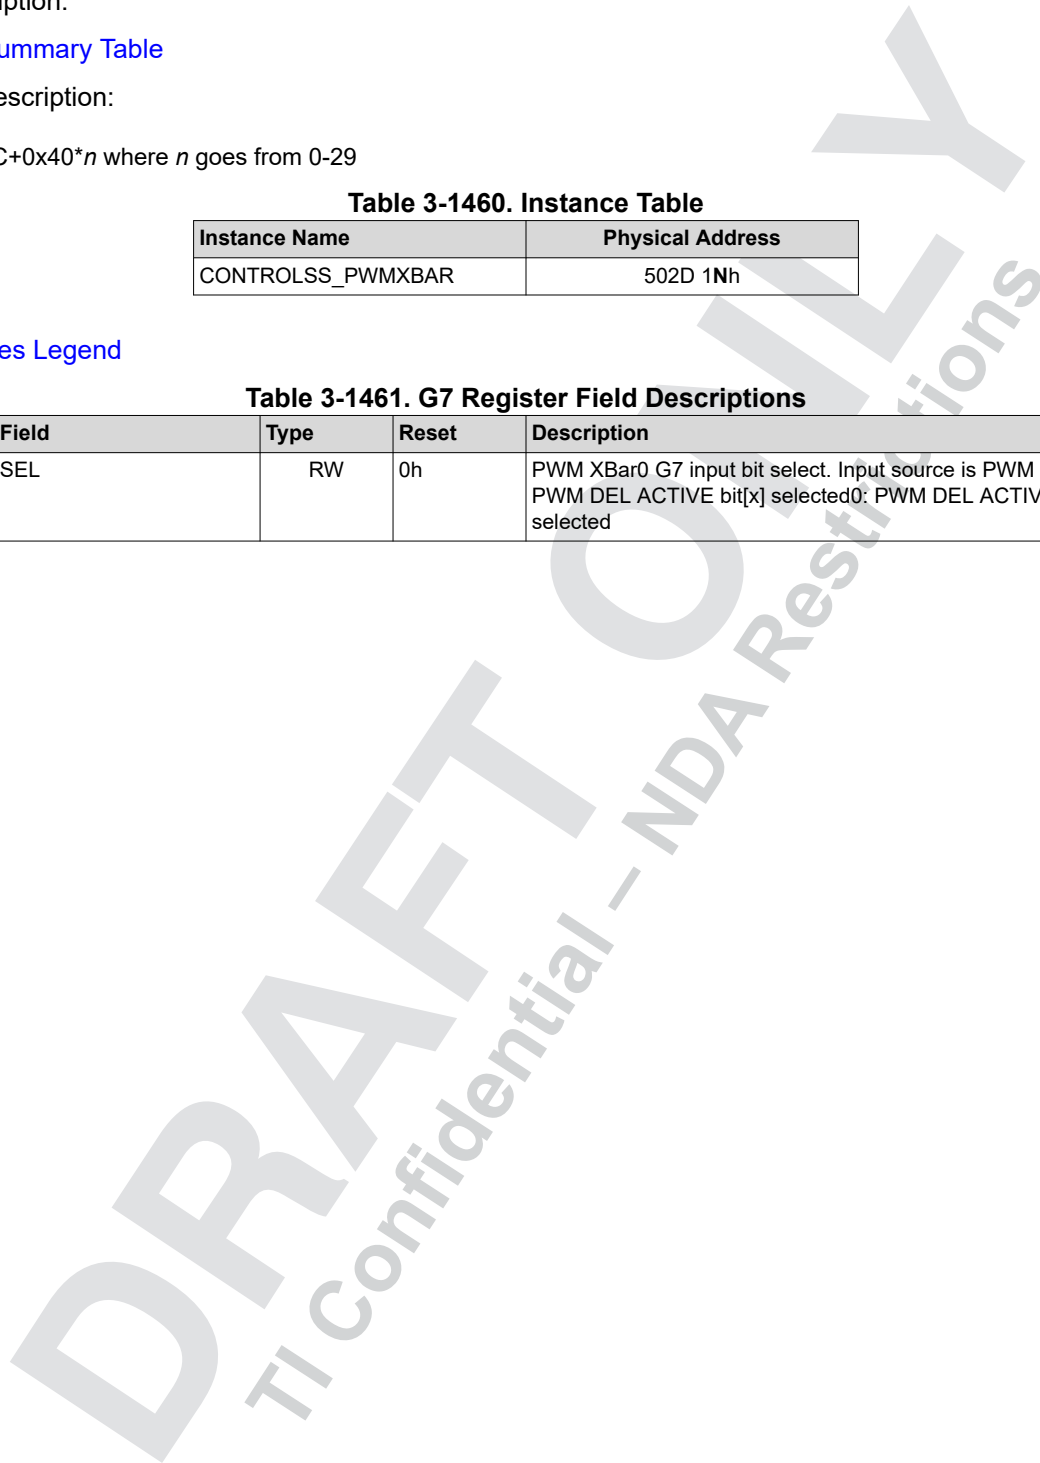 ption:
ummary Table
escription:
C+0x40*n where n goes from 0-29
Table 3-1460. Instance Table
Instance Name Physical Address
CONTROLSS_PWMXBAR 502D 1Nh
es Legend
Table 3-1461. G7 Register Field Descriptions
Field Type Reset Description
SEL RW 0h PWM XBar0 G7 input bit select. Input source is PWM
PWM DEL ACTIVE bit[x] selected0: PWM DEL ACTIV
selected
DRAFT ONLY
TI Confidential – NDA Restrictions